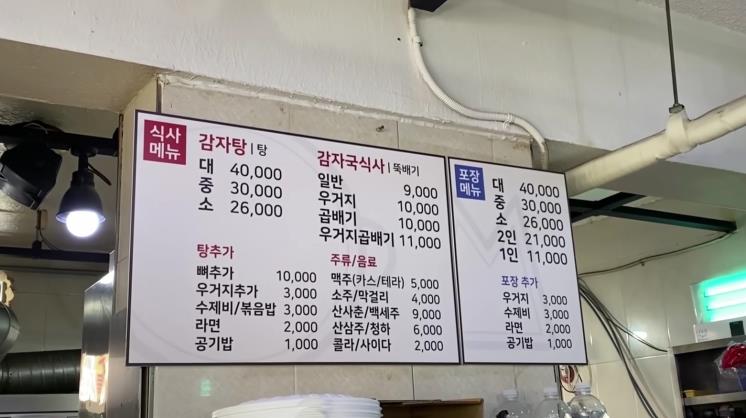 식사
메뉴
감자탕 | 탕
대 40,000
중 30,000
소 26,000
감자국식사 | 뚝배기
일반 9,000
우거지 10,000
곱배기 10,000
우거지곱배기 11,000
탕추가
뼈추가 10,000
우거지추가 3,000
수제비/볶음밥 3,000
라면 2,000
공기밥 1,000
주류/음료
맥주(카스/테라) 5,000
소주/막걸리 4,000
산사춘/백세주 9,000
산삼주/청하 6,000
콜라/사이다 2,000
포장
메뉴
대 40,000
중 30,000
소 26,000
2인 21,000
1인 11,000
포장 추가
우거지 3,000
수제비 3,000
라면 2,000
공기밥 1,000